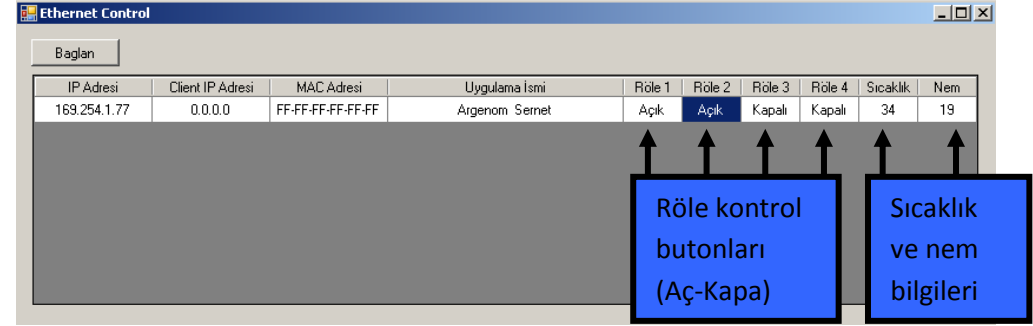 Ethernet Control
Baglan
IP Adresi Client IP Adresi MAC Adresi Uygulama İsmi Röle 1 Röle 2 Röle 3 Röle 4 Sıcaklık Nem
169.254.1.77 0.0.0.0 FF-FF-FF-FF-FF-FF Argenom Sernet Açık Açık Kapalı Kapalı 34 19
Röle kontrol
butonları
(Aç-Kapa)
Sıcaklık
ve nem
bilgileri